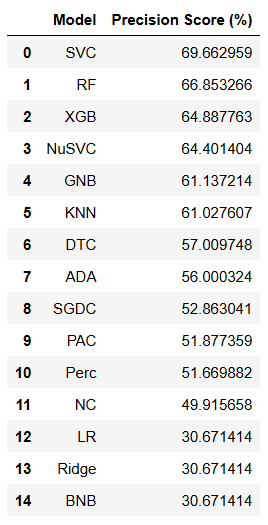 Model Precision Score (%)
0 SVC 69.662959
1 RF 66.853266
2 XGB 64.887763
3 NuSVC 64.401404
4 GNB 61.137214
5 KNN 61.027607
6 DTC 57.009748
7 ADA 56.000324
8 SGDC 52.863041
9 PAC 51.877359
10 Perc 51.669882
11 NC 49.915658
12 LR 30.671414
13 Ridge 30.671414
14 BNB 30.671414